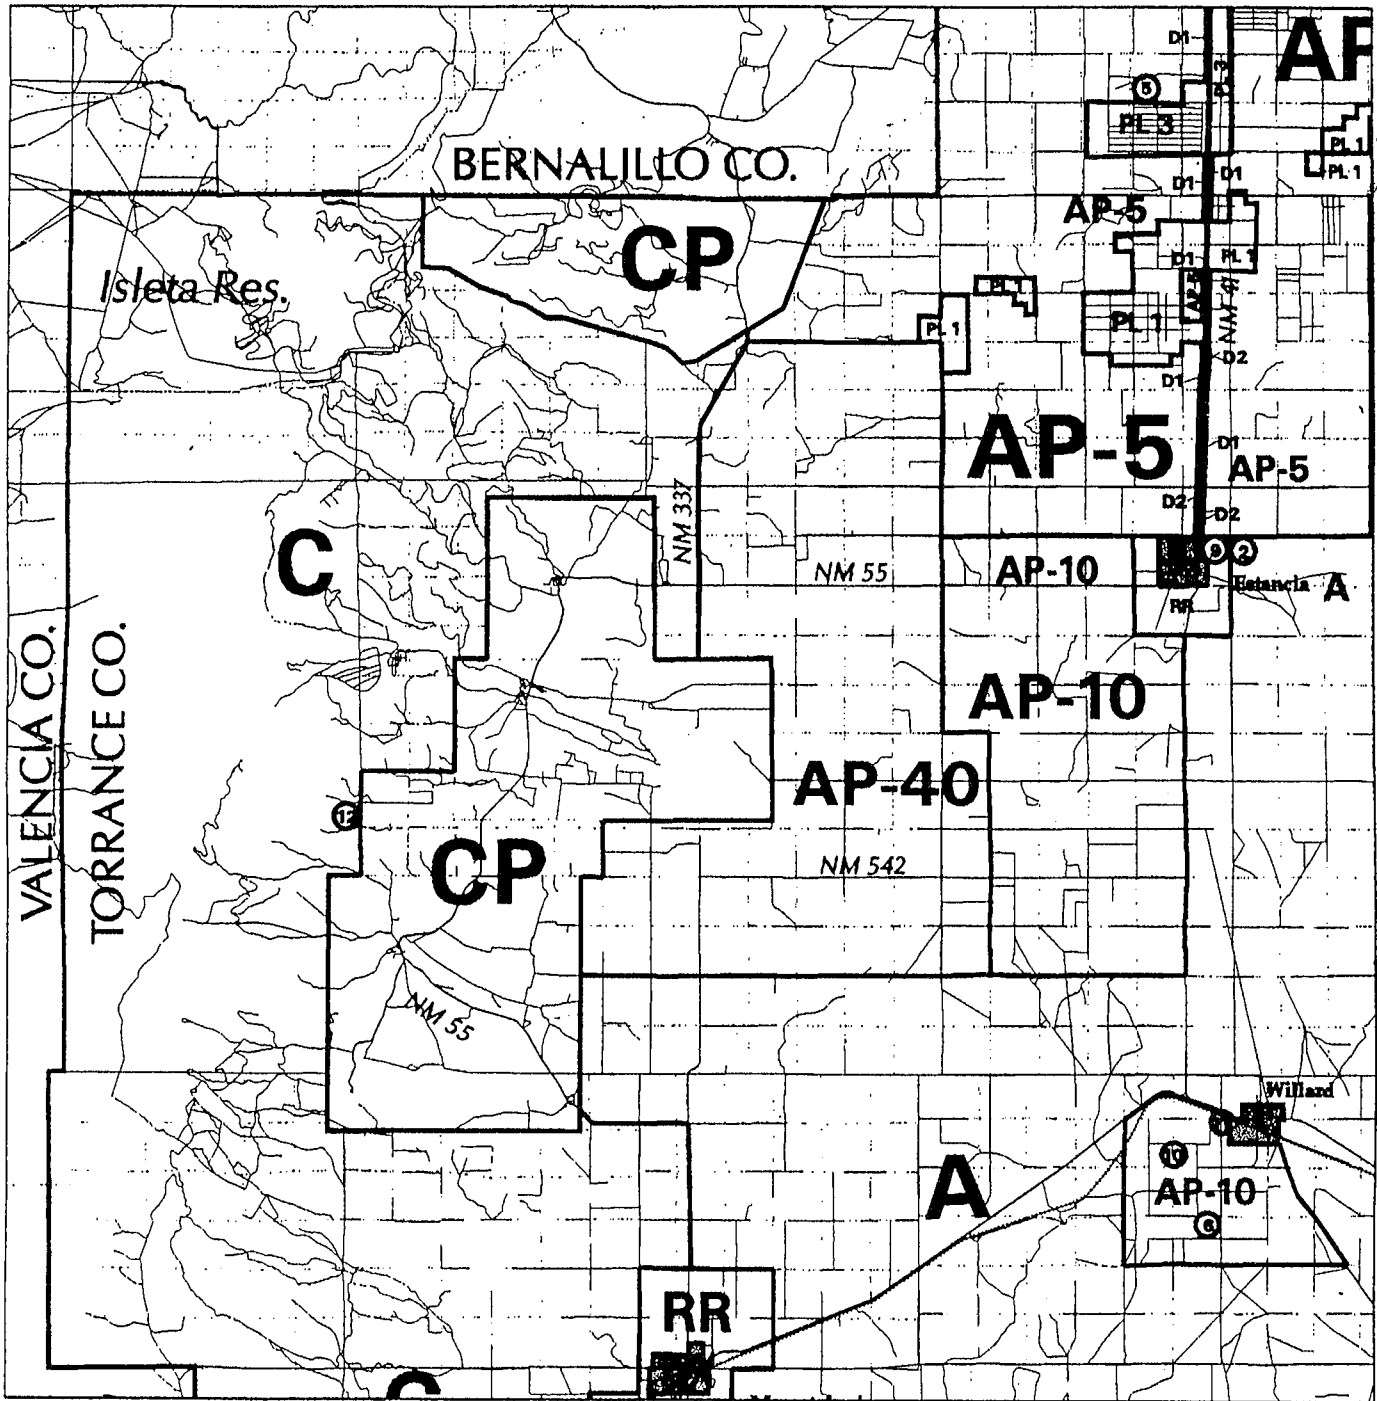 D1
AP
5
PL 3
PL 1
PL 1
BERNALILLO CO.
D1
D1
AP-5
CP
D1
PL 1
Isleta Res.
PL 1
AP-5
NM 41
PL 1
PL 1
D2
D1
AP-5
D1
AP-5
D2
D2
NM 337
C
NM 55
AP-10
9
2
Estancia
A
RR
VALENCIA CO.
TORRANCE CO.
AP-10
AP-40
CP
NM 542
NM 55
Willard
A
10
AP-10
6
RR
C